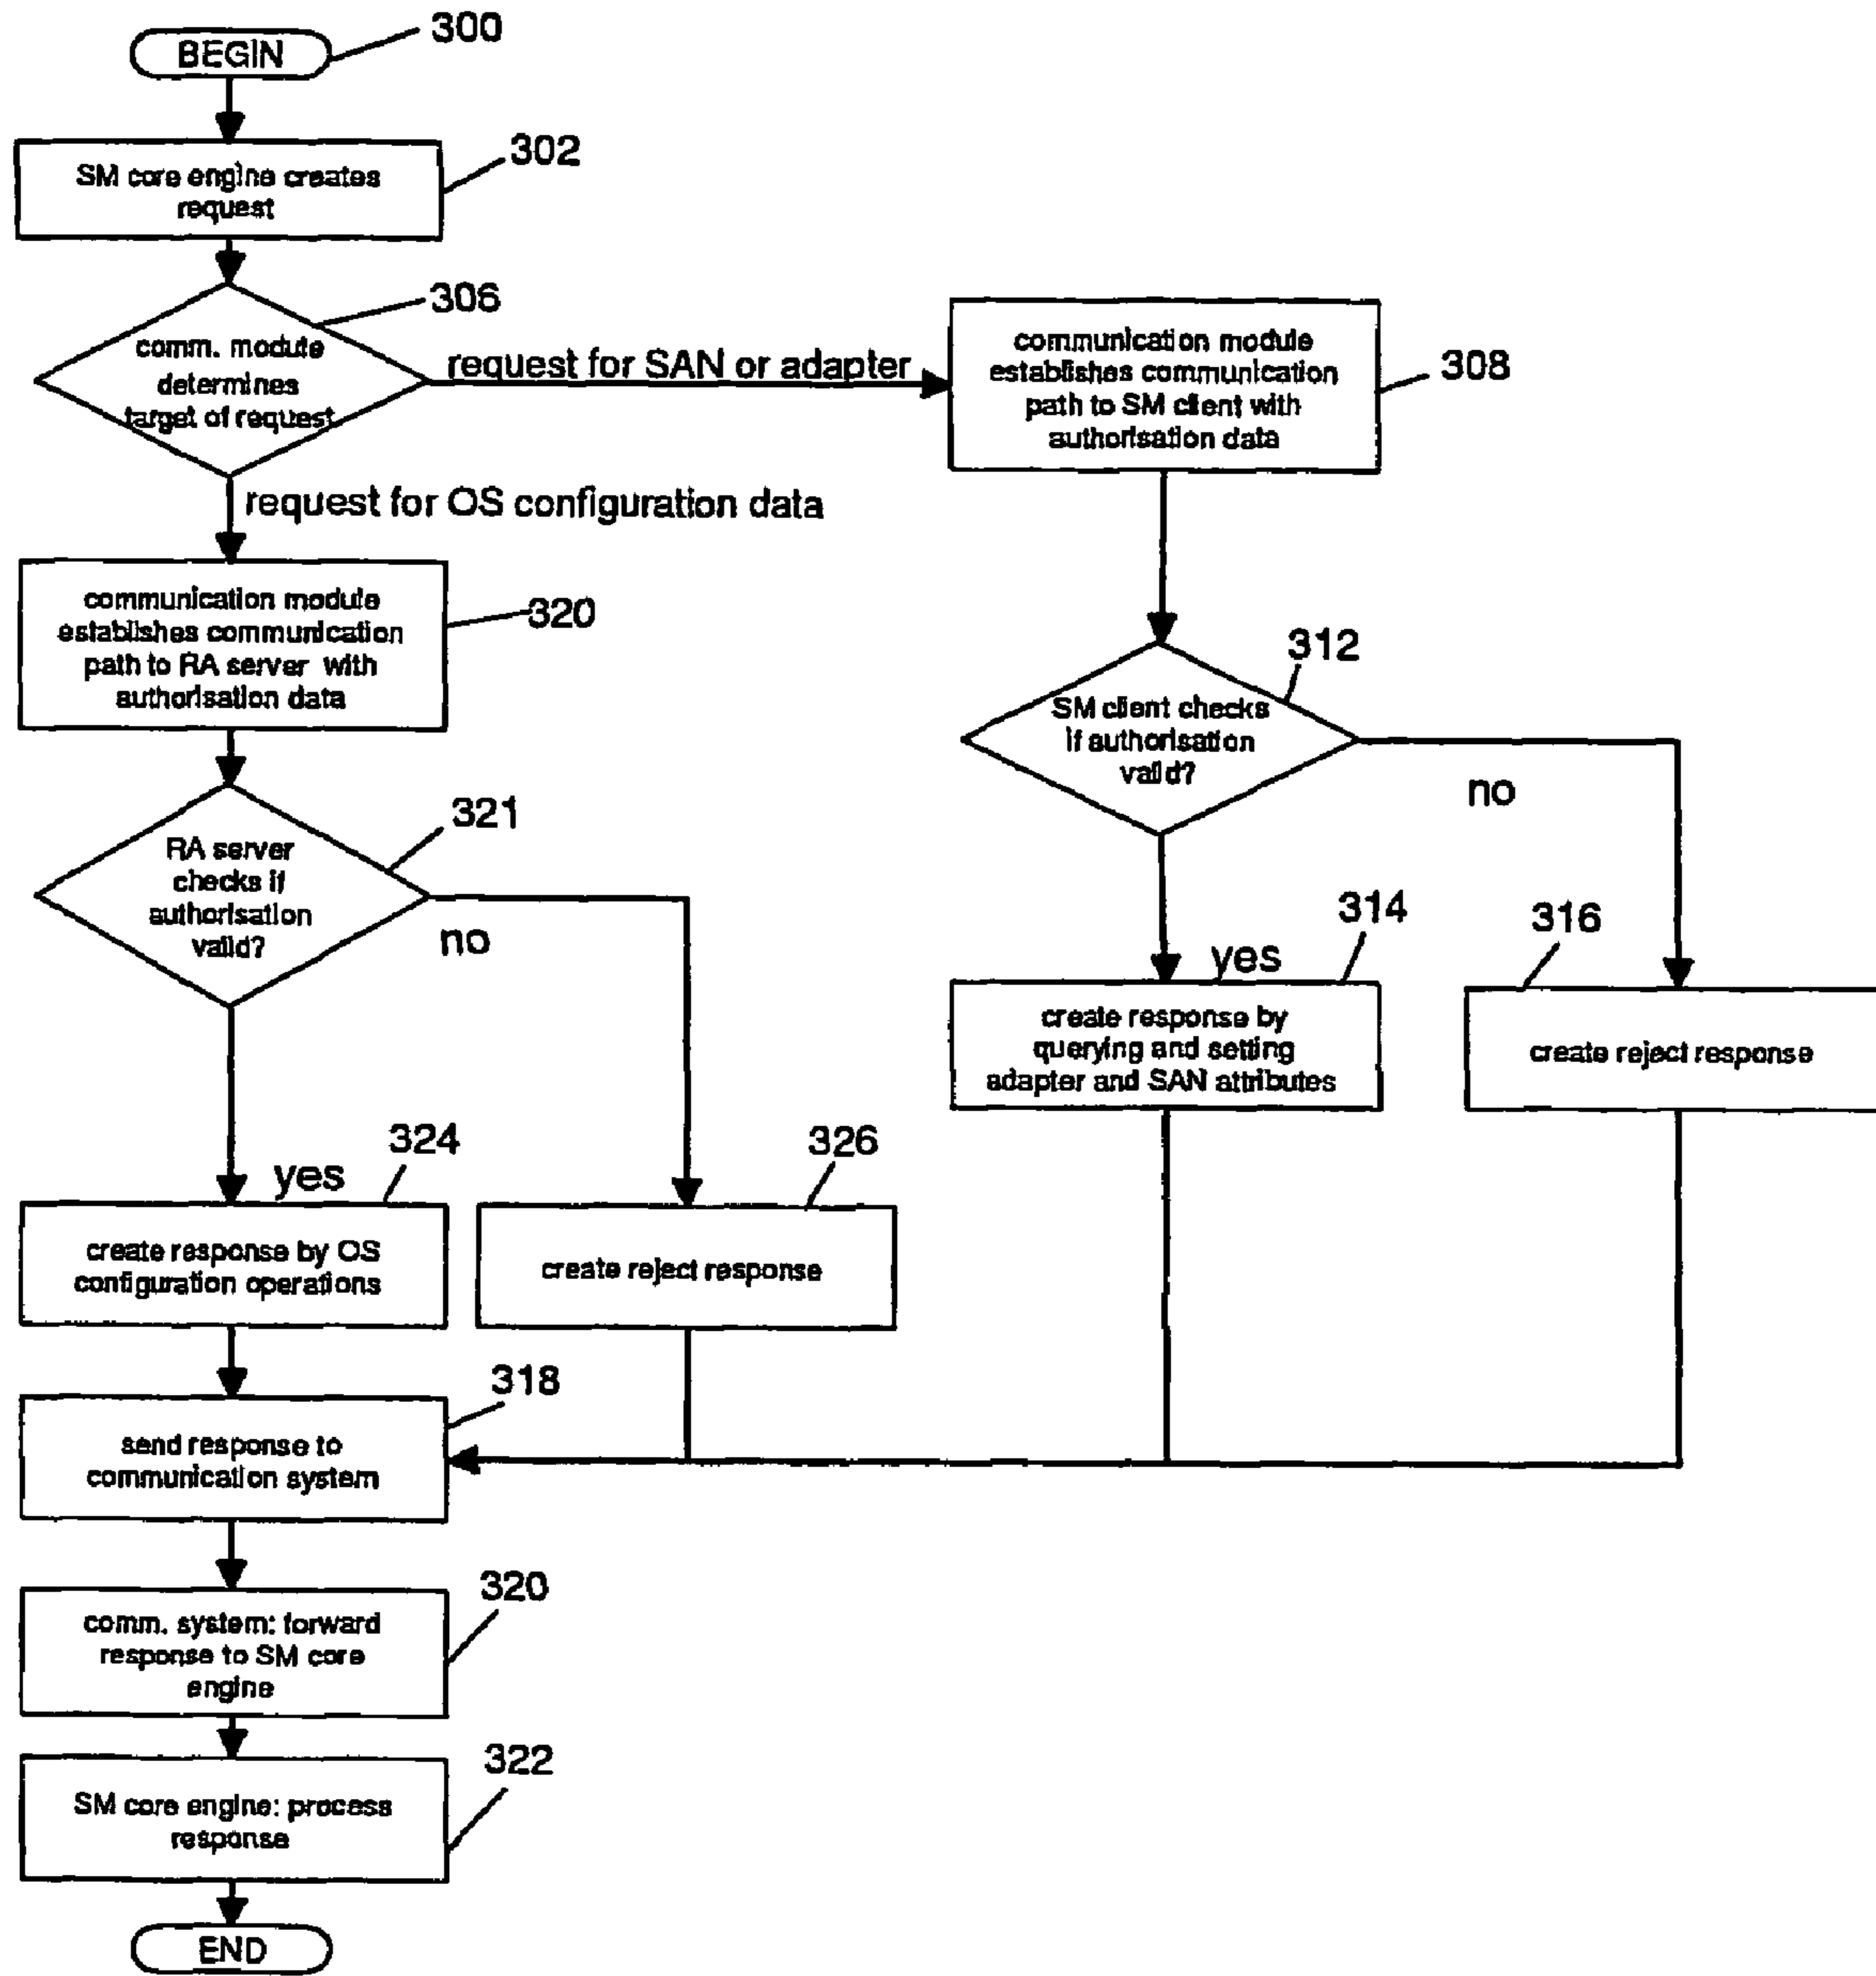 BEGIN
300
SM core engine creates
request
302
comm. module
determines
target of request
306
request for SAN or adapter
communication module
establishes communication
path to SM client with
authorisation data
308
request for OS configuration data
communication module
establishes communication
path to RA server with
authorisation data
320
SM client checks
if authorisation
valid?
312
no
RA server
checks if
authorisation
valid?
321
no
yes
314
create response by
querying and setting
adapter and SAN attributes
316
create reject response
yes
324
create response by OS
configuration operations
326
create reject response
318
send response to
communication system
320
comm. system: forward
response to SM core
engine
322
SM core engine: process
response
END